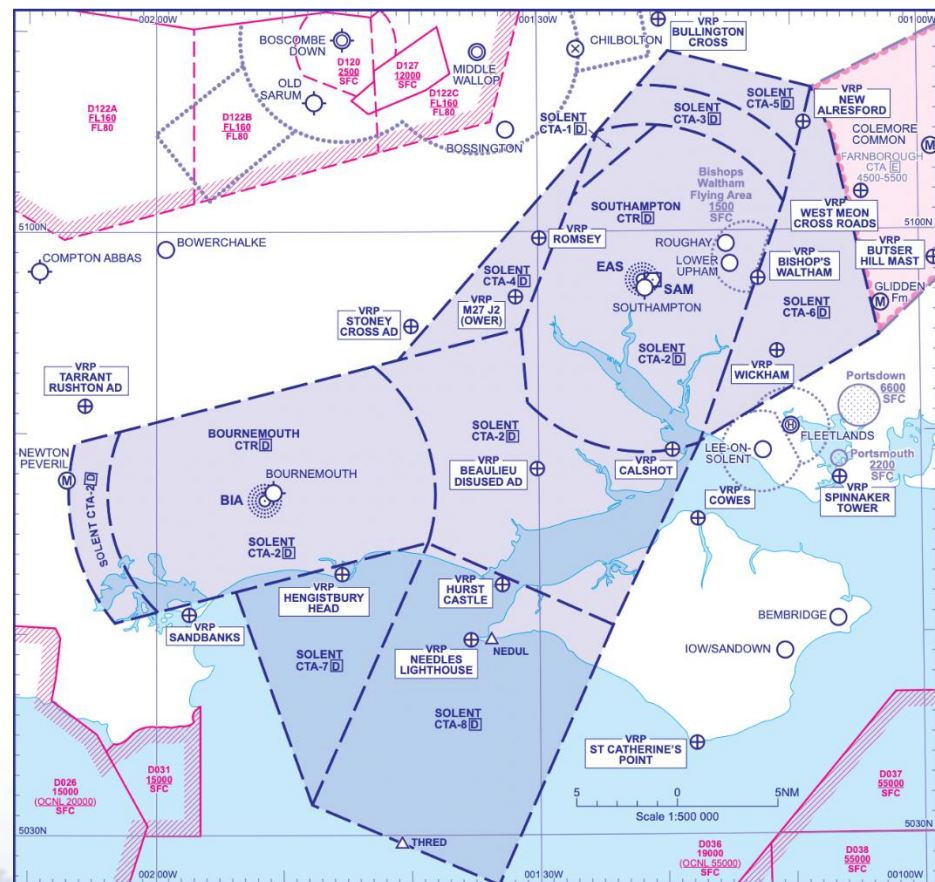 002 00W
001 30W
001 00W
BOSCOMBE
DOWN
D120
2500
SFC
D127
12000
SFC
MIDDLE
WALLOP
CHILBOLTON
VRP
BULLINGTON
CROSS
D122A
FL160
FL80
D122B
FL160
FL80
OLD
SARUM
D122C
FL160
FL80
BOSSINGTON
SOLENT
CTA-1 D
SOLENT
CTA-3 D
SOLENT
CTA-5 D
VRP
NEW
ALRESFORD
COLEMORE
COMMON
M
FARNBOROUGH
CTA E
4500-5500
Bishops
Waltham
Flying Area
1500
SFC
5100N
5100N
BOWERCHALKE
COMPTON ABBAS
VRP
ROMSEY
SOUTHAMPTON
CTR D
ROUGHAY
LOWER
UPHAM
VRP
WEST MEON
CROSS ROADS
VRP
BUTSER
HILL MAST
VRP
BISHOP'S
WALTHAM
GLIDDEN
Fm
M
SOLENT
CTA-4 D
EAS
SAM
SOUTHAMPTON
VRP
M27 J2
(OWER)
VRP
STONEY
CROSS AD
SOLENT
CTA-6 D
SOLENT
CTA-2 D
VRP
WICKHAM
VRP
TARRANT
RUSHTON AD
Portsdown
6600
SFC
BOURNEMOUTH
CTR D
SOLENT
CTA-2 D
H
FLEETLANDS
LEE-ON-
SOLENT
Portsmouth
2200
SFC
NEWTON
PEVERIL
M
SOLENT CTA-2 D
BOURNEMOUTH
BIA
VRP
BEAULIEU
DISUSED AD
VRP
CALSHOT
VRP
SPINNAKER
TOWER
VRP
COWES
SOLENT
CTA-2 D
VRP
HENGISTBURY
HEAD
VRP
HURST
CASTLE
VRP
SANDBANKS
BEMBRIDGE
SOLENT
CTA-7 D
VRP
NEEDLES
LIGHTHOUSE
NEDUL
IOW/SANDOWN
SOLENT
CTA-8 D
VRP
ST CATHERINE'S
POINT
D026
15000
(OCNL 20000)
SFC
D031
15000
SFC
D037
55000
SFC
5 0 5NM
Scale 1:500 000
5030N
5030N
THRED
D036
19000
(OCNL 55000)
SFC
D038
55000
SFC
002 00W
001 30W
001 00W